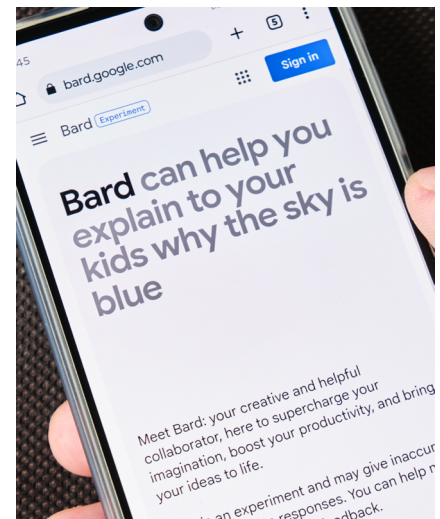 45
bard.google.com
5
Bard Experiment
Sign in
Bard can help you
explain to your
kids why the sky is
blue
Meet Bard: your creative and helpful
collaborator, here to supercharge your
imagination, boost your productivity, and bring
your ideas to life.
an experiment and may give inaccur
responses. You can help m